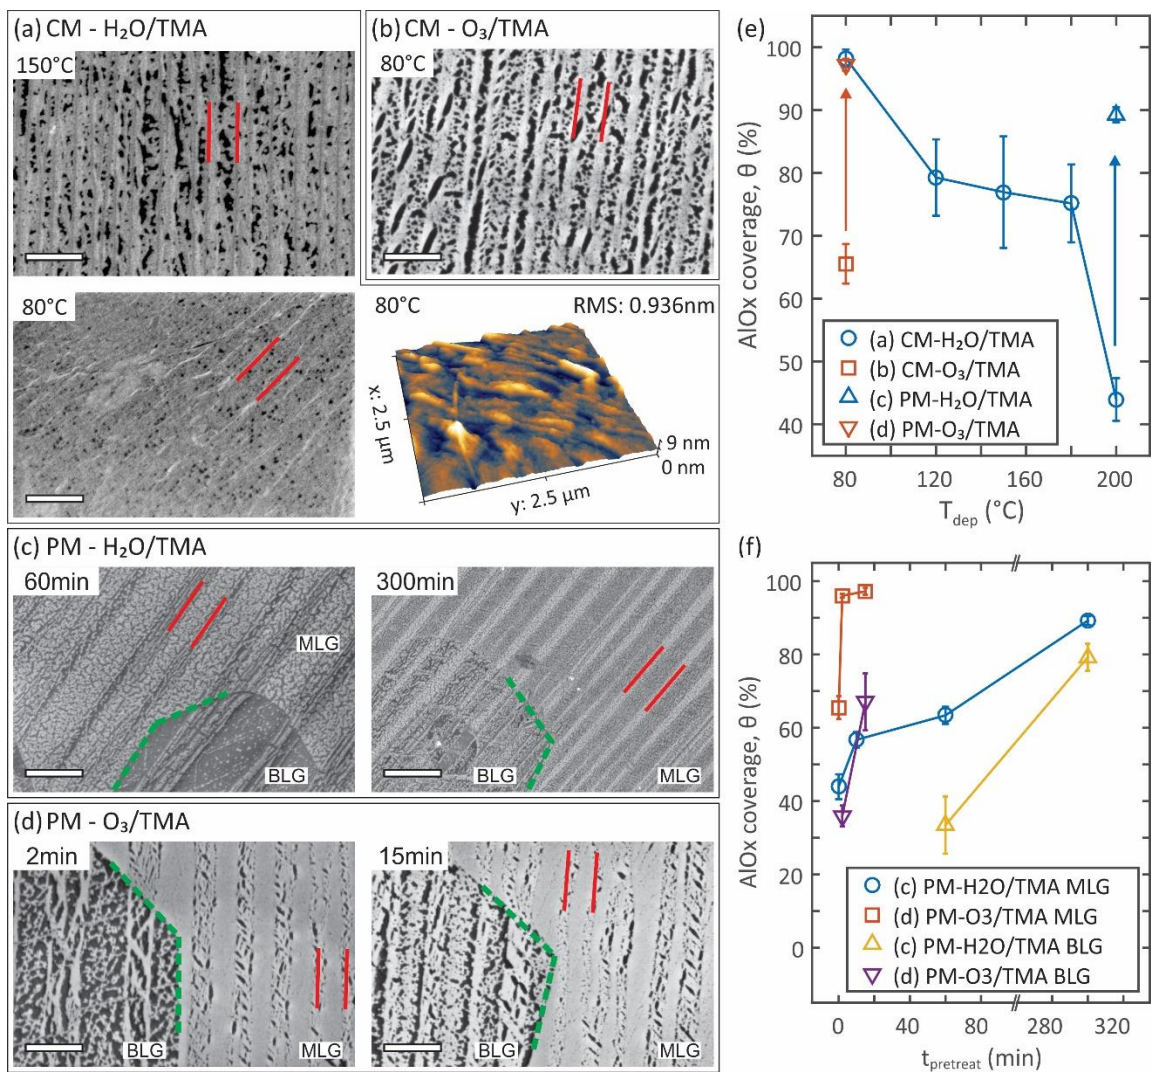 (a) CM - H₂O/TMA
150°C
80°C
(b) CM - O₃/TMA
80°C
80°C
RMS: 0.936nm
x: 2.5 μm
y: 2.5 μm
9 nm
0 nm
(c) PM - H₂O/TMA
60min
MLG
BLG
300min
BLG
MLG
(d) PM - O₃/TMA
2min
BLG
MLG
15min
BLG
MLG
(e)
AlOx coverage, θ (%)
100
90
80
70
60
50
40
(a) CM-H₂O/TMA
(b) CM-O₃/TMA
(c) PM-H₂O/TMA
(d) PM-O₃/TMA
80 120 160 200
T_dep (°C)
(f)
AlOx coverage, θ (%)
100
80
60
40
20
0
(c) PM-H2O/TMA MLG
(d) PM-O3/TMA MLG
(c) PM-H2O/TMA BLG
(d) PM-O3/TMA BLG
0 40 80 280 320
t_pretreat (min)